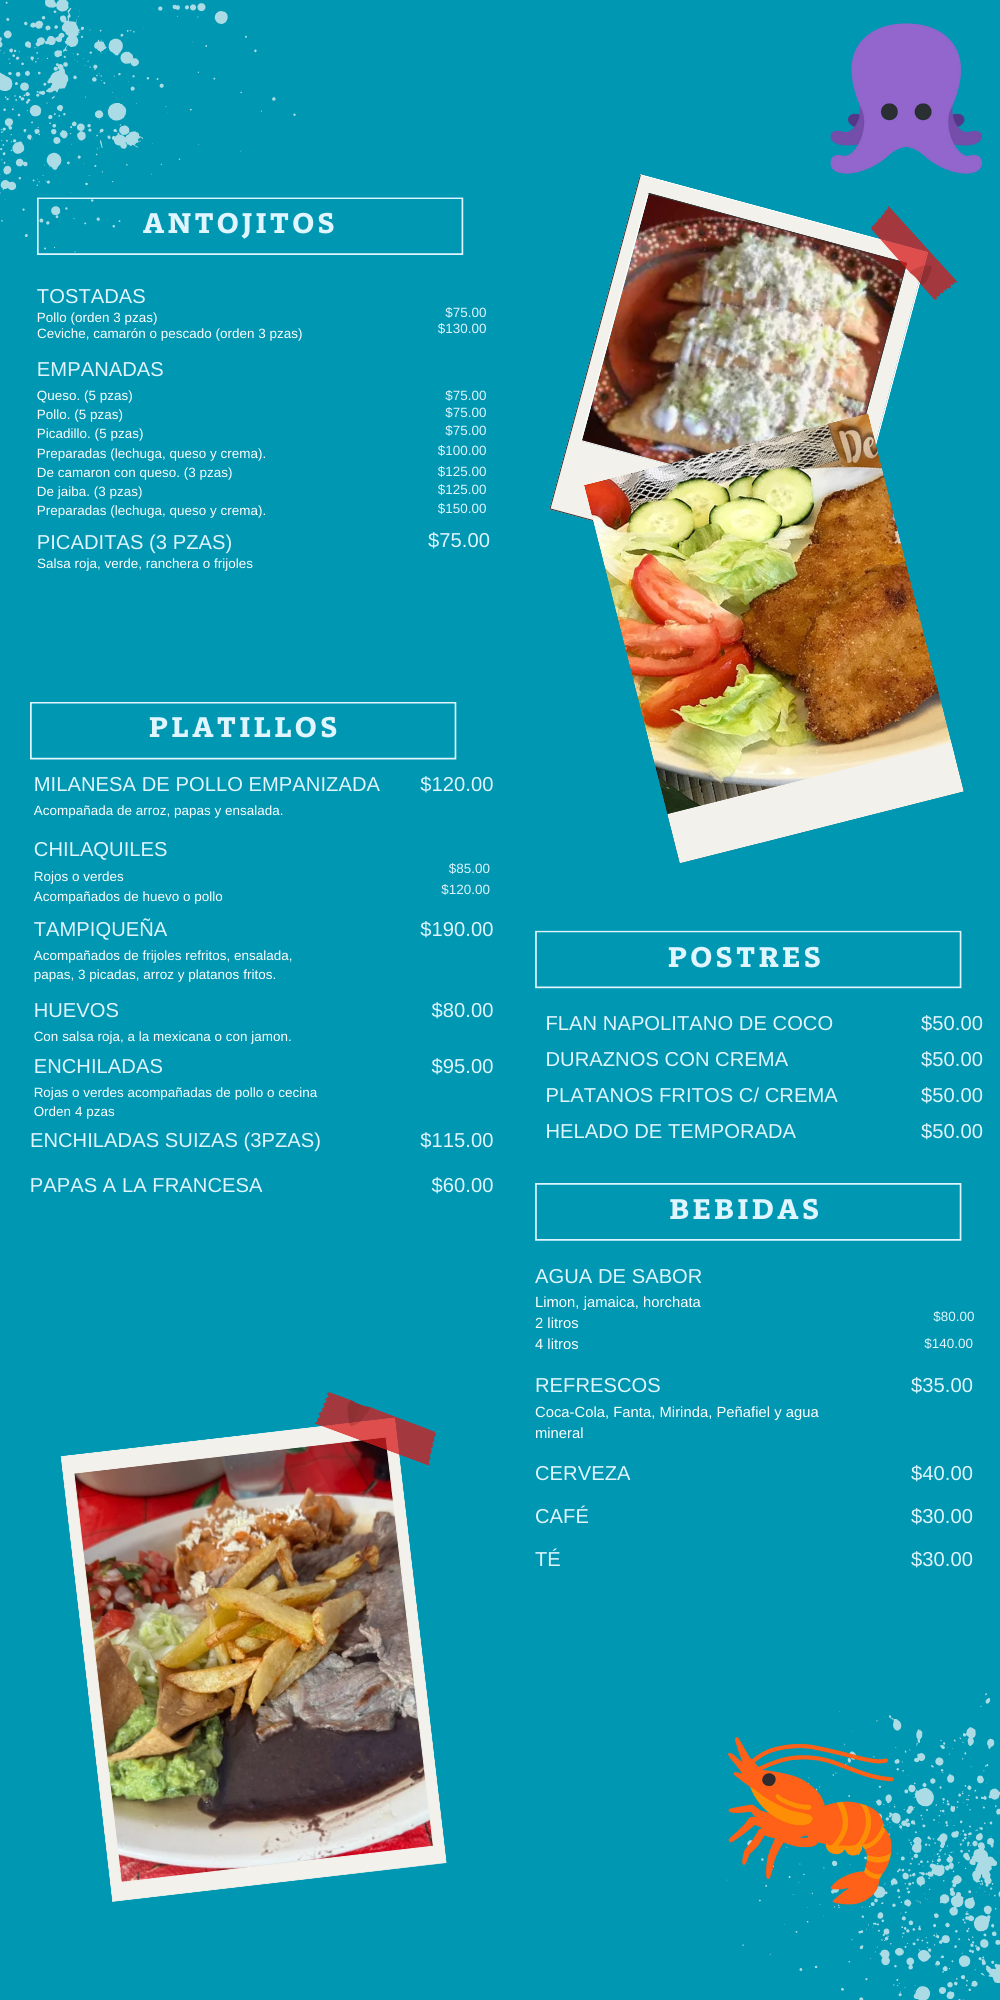 ANTOJITOS
TOSTADAS
Pollo (orden 3 pzas) $75.00
Ceviche, camarón o pescado (orden 3 pzas) $130.00
EMPANADAS
Queso. (5 pzas) $75.00
Pollo. (5 pzas) $75.00
Picadillo. (5 pzas) $75.00
Preparadas (lechuga, queso y crema). $100.00
De camaron con queso. (3 pzas) $125.00
De jaiba. (3 pzas) $125.00
Preparadas (lechuga, queso y crema). $150.00
PICADITAS (3 PZAS) $75.00
Salsa roja, verde, ranchera o frijoles
De
PLATILLOS
MILANESA DE POLLO EMPANIZADA $120.00
Acompañada de arroz, papas y ensalada.
CHILAQUILES
Rojos o verdes $85.00
Acompañados de huevo o pollo $120.00
TAMPIQUEÑA $190.00
Acompañados de frijoles refritos, ensalada,
papas, 3 picadas, arroz y platanos fritos.
HUEVOS $80.00
Con salsa roja, a la mexicana o con jamon.
ENCHILADAS $95.00
Rojas o verdes acompañadas de pollo o cecina
Orden 4 pzas
ENCHILADAS SUIZAS (3PZAS) $115.00
PAPAS A LA FRANCESA $60.00
POSTRES
FLAN NAPOLITANO DE COCO $50.00
DURAZNOS CON CREMA $50.00
PLATANOS FRITOS C/ CREMA $50.00
HELADO DE TEMPORADA $50.00
BEBIDAS
AGUA DE SABOR
Limon, jamaica, horchata
2 litros $80.00
4 litros $140.00
REFRESCOS $35.00
Coca-Cola, Fanta, Mirinda, Peñafiel y agua
mineral
CERVEZA $40.00
CAFÉ $30.00
TÉ $30.00